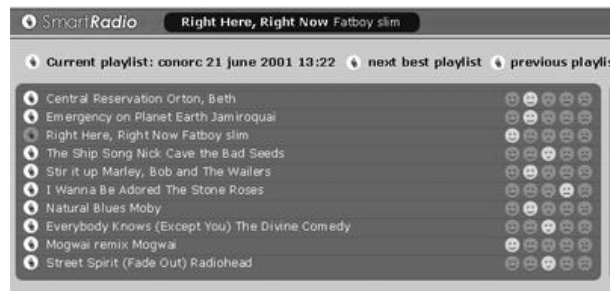 SmartRadio Right Here, Right Now Fatboy slim
Current playlist: conorc 21 june 2001 13:22 next best playlist previous playlis
Central Reservation Orton, Beth
Emergency on Planet Earth Jamiroquai
Right Here, Right Now Fatboy slim
The Ship Song Nick Cave the Bad Seeds
Stir it up Marley, Bob and The Wailers
I Wanna Be Adored The Stone Roses
Natural Blues Moby
Everybody Knows (Except You) The Divine Comedy
Mogwai remix Mogwai
Street Spirit (Fade Out) Radiohead